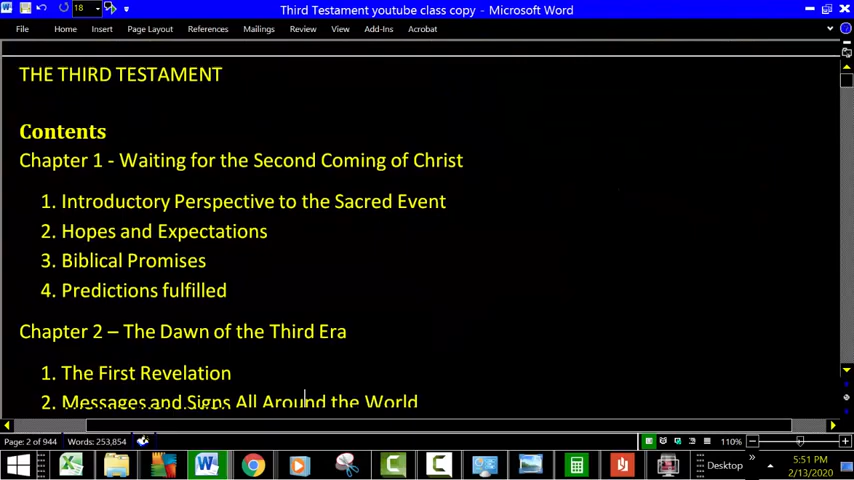 18
Third Testament youtube class copy - Microsoft Word
File Home Insert Page Layout References Mailings Review View Add-Ins Acrobat
THE THIRD TESTAMENT
Contents
Chapter 1 - Waiting for the Second Coming of Christ
1. Introductory Perspective to the Sacred Event
2. Hopes and Expectations
3. Biblical Promises
4. Predictions fulfilled
Chapter 2 – The Dawn of the Third Era
1. The First Revelation
2. Messages and Signs All Around the World
Page: 2 of 944 Words: 253,854 110%
Desktop
5:51 PM
2/13/2020